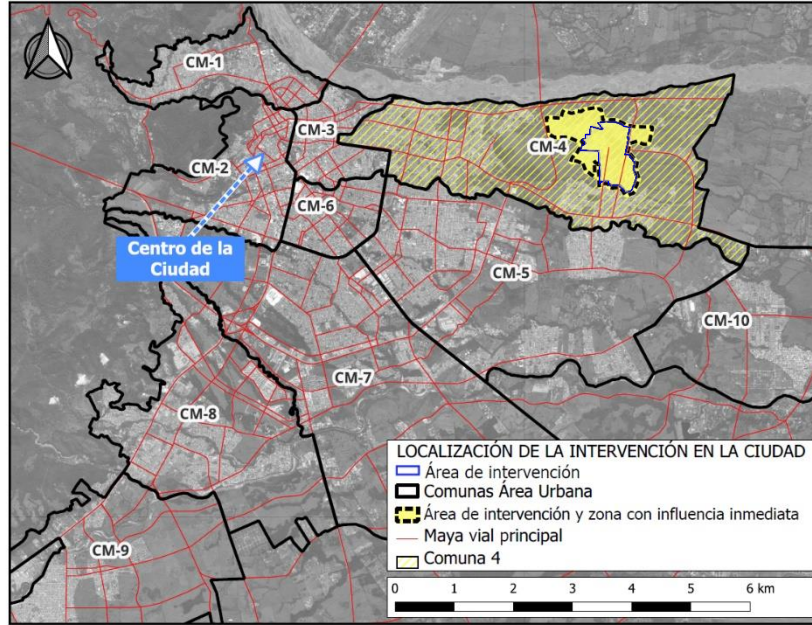 CM-1
CM-3
CM-2
CM-4
CM-6
Centro de la
Ciudad
CM-5
CM-10
CM-7
CM-8
CM-9
LOCALIZACIÓN DE LA INTERVENCIÓN EN LA CIUDAD
Área de intervención
Comunas Área Urbana
Área de intervención y zona con influencia inmediata
Maya vial principal
Comuna 4
0 1 2 3 4 5 6 km